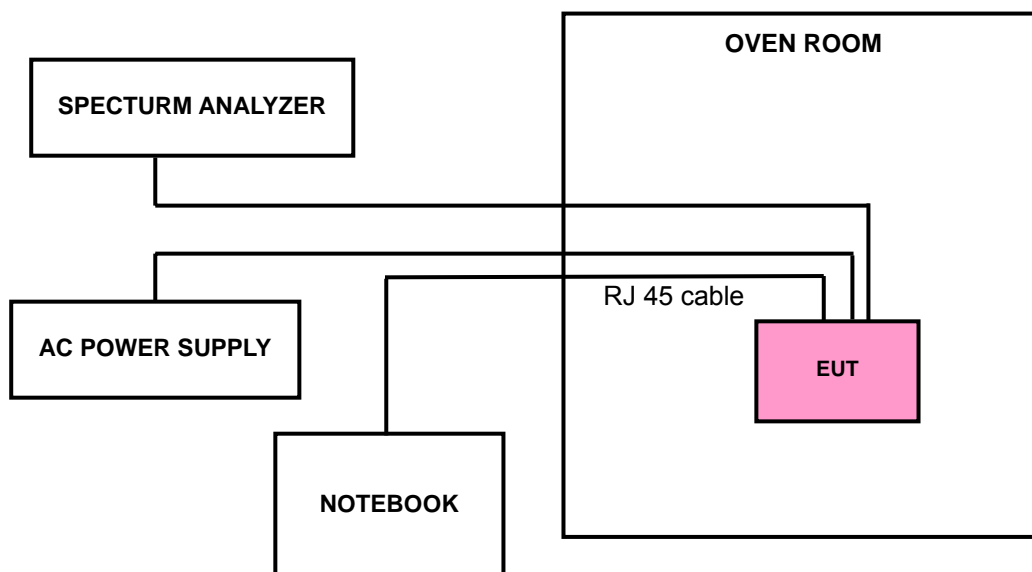 OVEN ROOM
SPECTURM ANALYZER
RJ 45 cable
AC POWER SUPPLY
EUT
NOTEBOOK